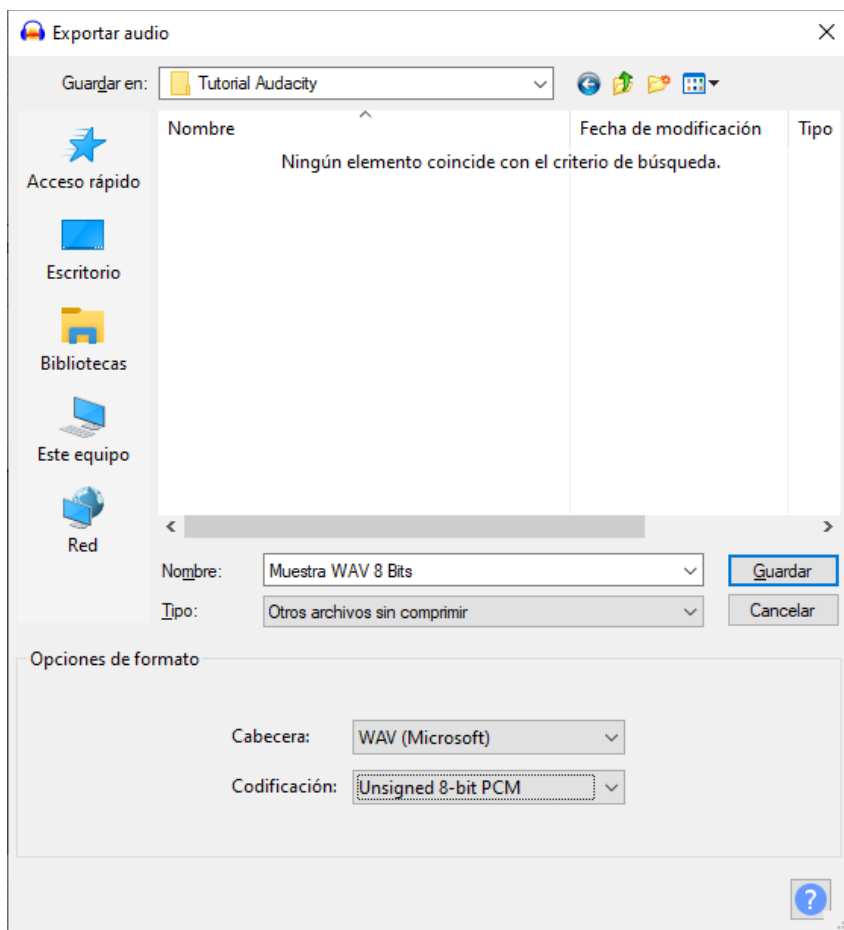 Exportar audio
Guardar en: Tutorial Audacity
Nombre Fecha de modificación Tipo
Ningún elemento coincide con el criterio de búsqueda.
Acceso rápido
Escritorio
Bibliotecas
Este equipo
Red
Nombre: Muestra WAV 8 Bits Guardar
Tipo: Otros archivos sin comprimir Cancelar
Opciones de formato
Cabecera: WAV (Microsoft)
Codificación: Unsigned 8-bit PCM
?